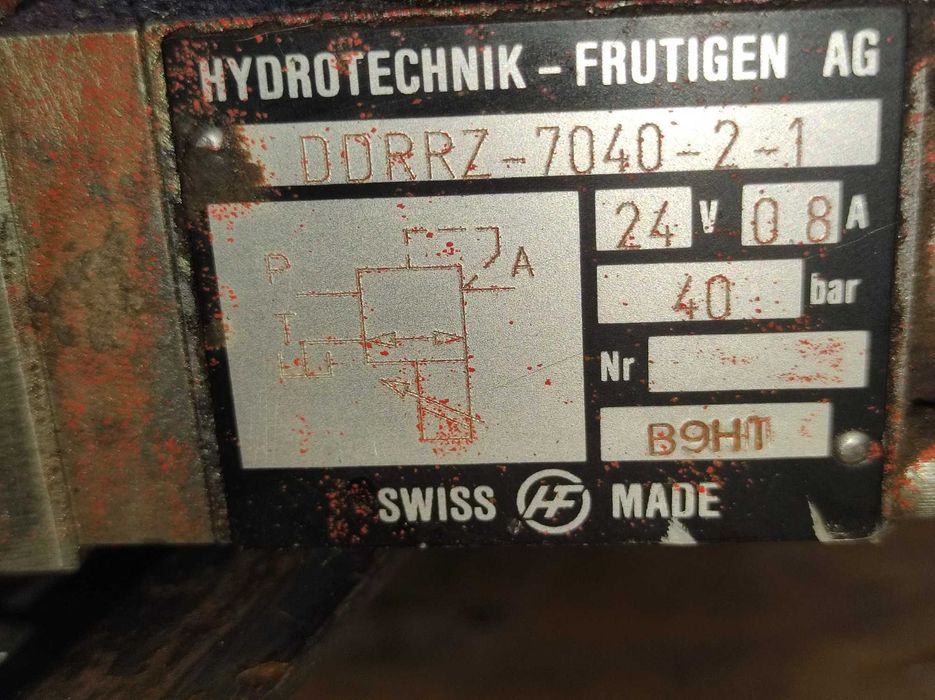 HYDROTECHNIK - FRUTIGEN AG
DDRRZ-7040-2-1
24 V 0.8 A
P
A
T
40 bar
Nr
B9HT
SWISS HF MADE